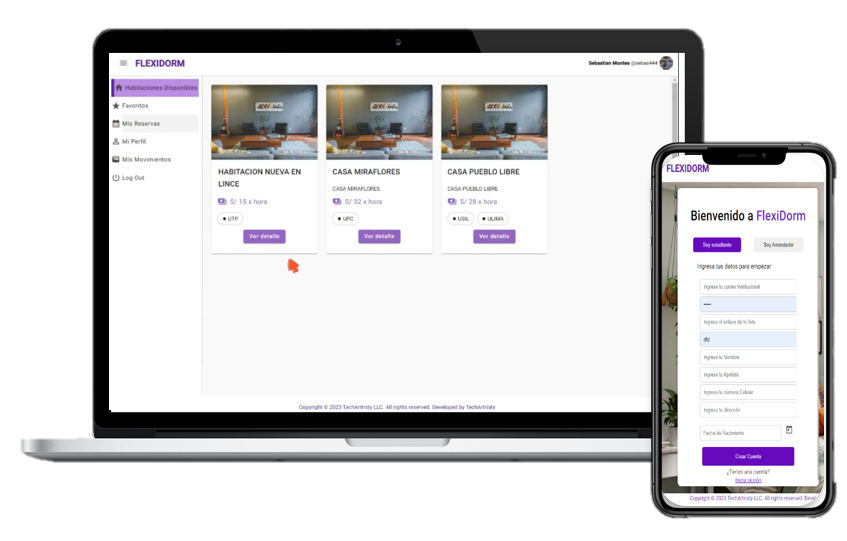 FLEXIDORM
Sebastian Montes @sebas444
Habitaciones Disponibles
Favoritos
Mis Reservas
Mi Perfil
Mis Movimientos
Log Out
HABITACION NUEVA EN
LINCE
S/ 15 x hora
UTP
Ver detalle
CASA MIRAFLORES
CASA MIRAFLORES
S/ 32 x hora
UPC
Ver detalle
CASA PUEBLO LIBRE
CASA PUEBLO LIBRE
S/ 28 x hora
USIL
ULIMA
Ver detalle
Copyright © 2023 TechArtristy LLC. All rights reserved. Developed by TechArtristy
FLEXIDORM
Bienvenido a FlexiDorm
Soy estudiante
Soy Arrendador
Ingresa tus datos para empezar
Ingresa tu correo Institucional
Ingresa el enlace de tu foto
Ingresa tu Nombre
Ingresa tu Apellido
Ingresa tu número Celular
Ingresa tu dirección
Fecha de Nacimiento
Crear Cuenta
¿Tienes una cuenta?
Inicia sesión
Copyright © 2023 TechArtristy LLC. All rights reserved. Devel